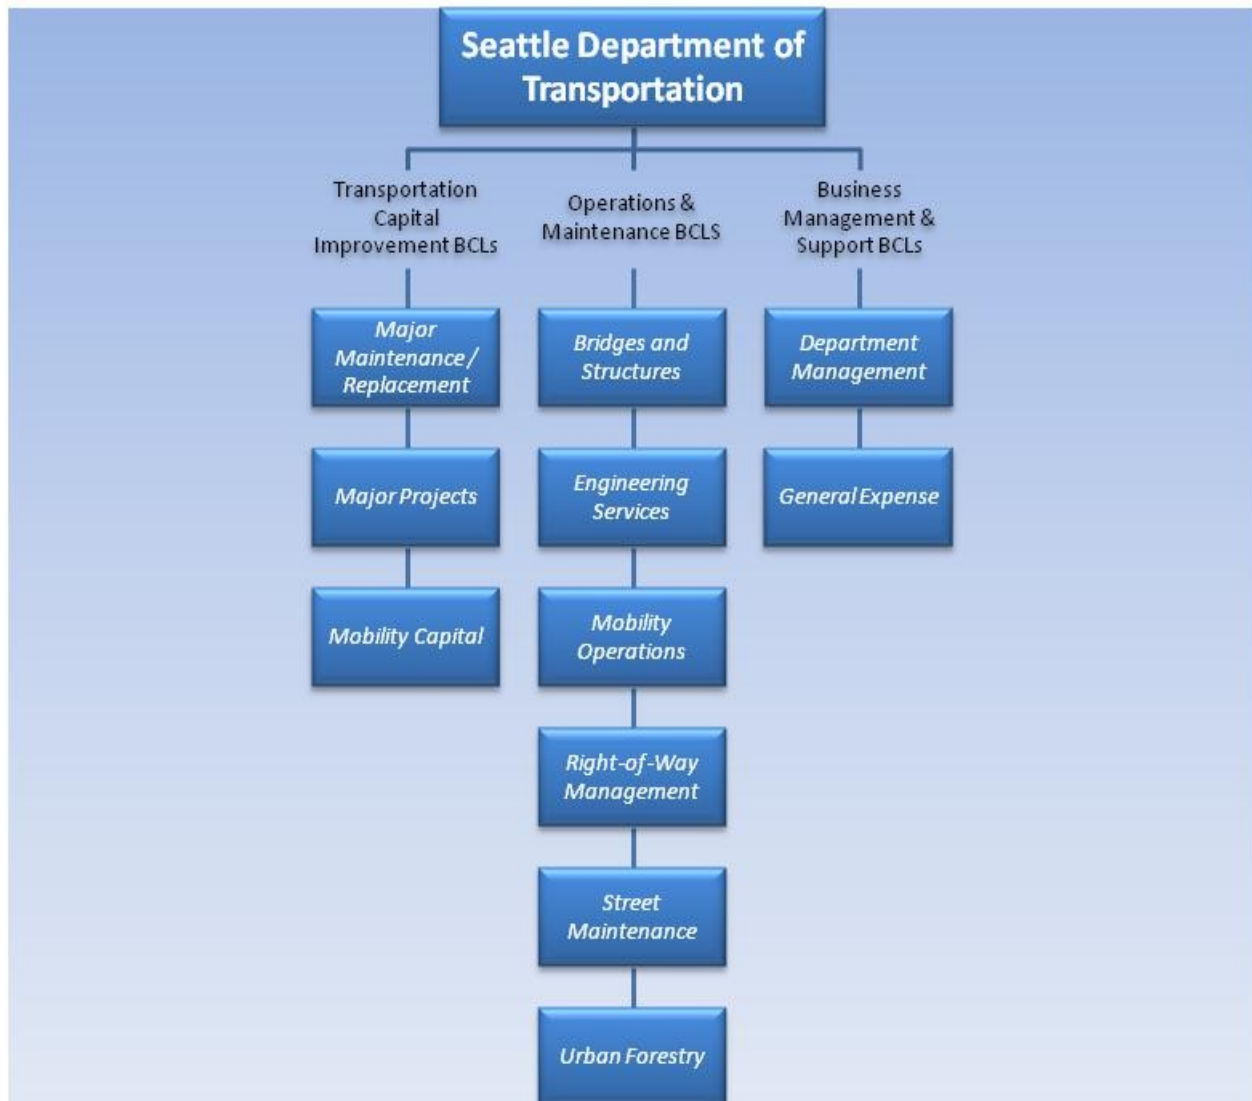 Seattle Department of
Transportation
Transportation
Capital
Improvement BCLs
Operations &
Maintenance BCLS
Business
Management &
Support BCLs
Major
Maintenance /
Replacement
Bridges and
Structures
Department
Management
Major Projects
Engineering
Services
General Expense
Mobility Capital
Mobility
Operations
Right-of-Way
Management
Street
Maintenance
Urban Forestry